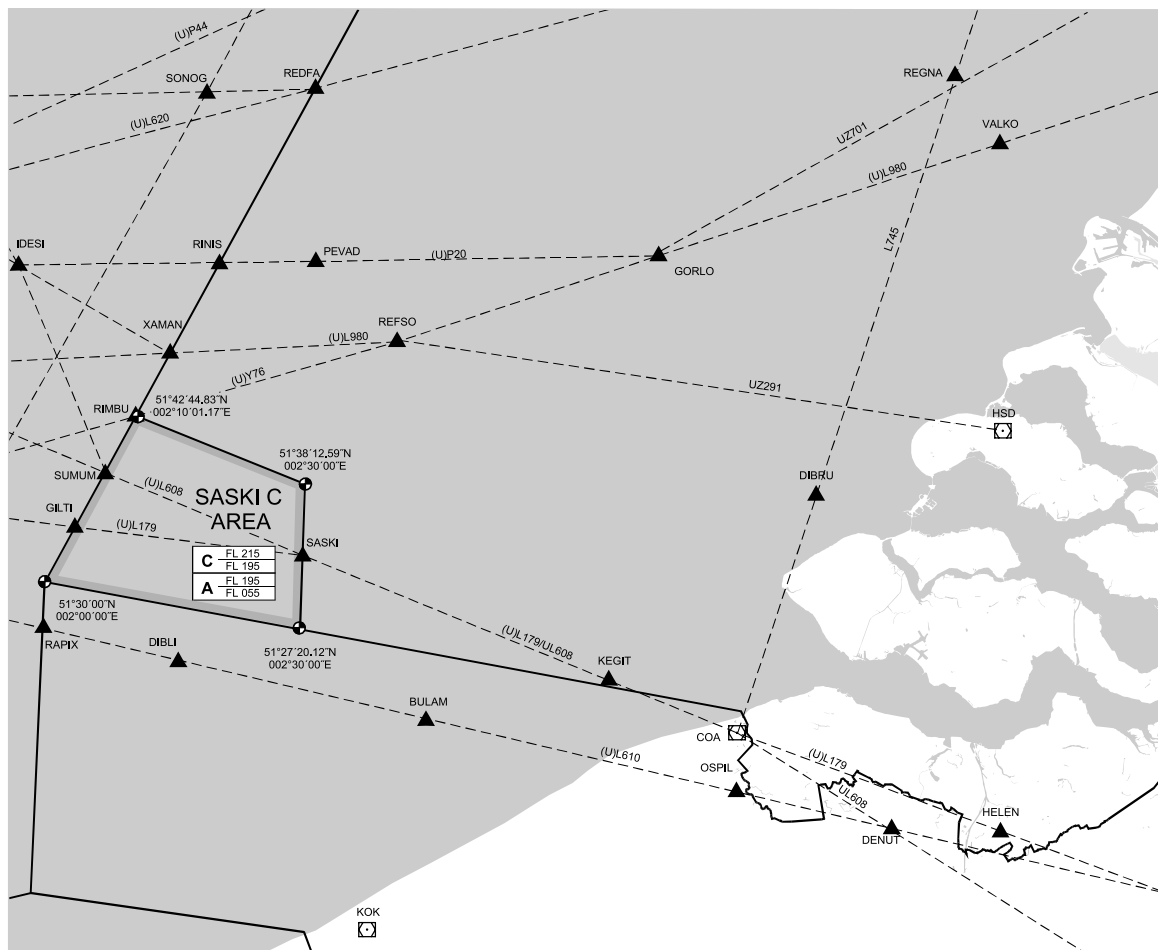 (U)P44
SONOG
REDFA
REGNA
(U)L620
UZ701
VALKO
(U)L980
IDESI
RINIS
PEVAD
(U)P20
GORLO
L745
XAMAN
(U)L980
REFSO
(U)Y76
UZ291
RIMBU
51°42´44.83˝N
002°10´01.17˝E
HSD
51°38´12.59˝N
002°30´00˝E
SUMUM
(U)L608
SASKI C
AREA
DIBRU
GILTI
(U)L179
SASKI
C FL 215
FL 195
A FL 195
FL 055
51°30´00˝N
002°00´00˝E
RAPIX
DIBLI
51°27´20.12˝N
002°30´00˝E
(U)L179/UL608
KEGIT
BULAM
COA
(U)L610
(U)L179
OSPIL
UL608
HELEN
DENUT
KOK